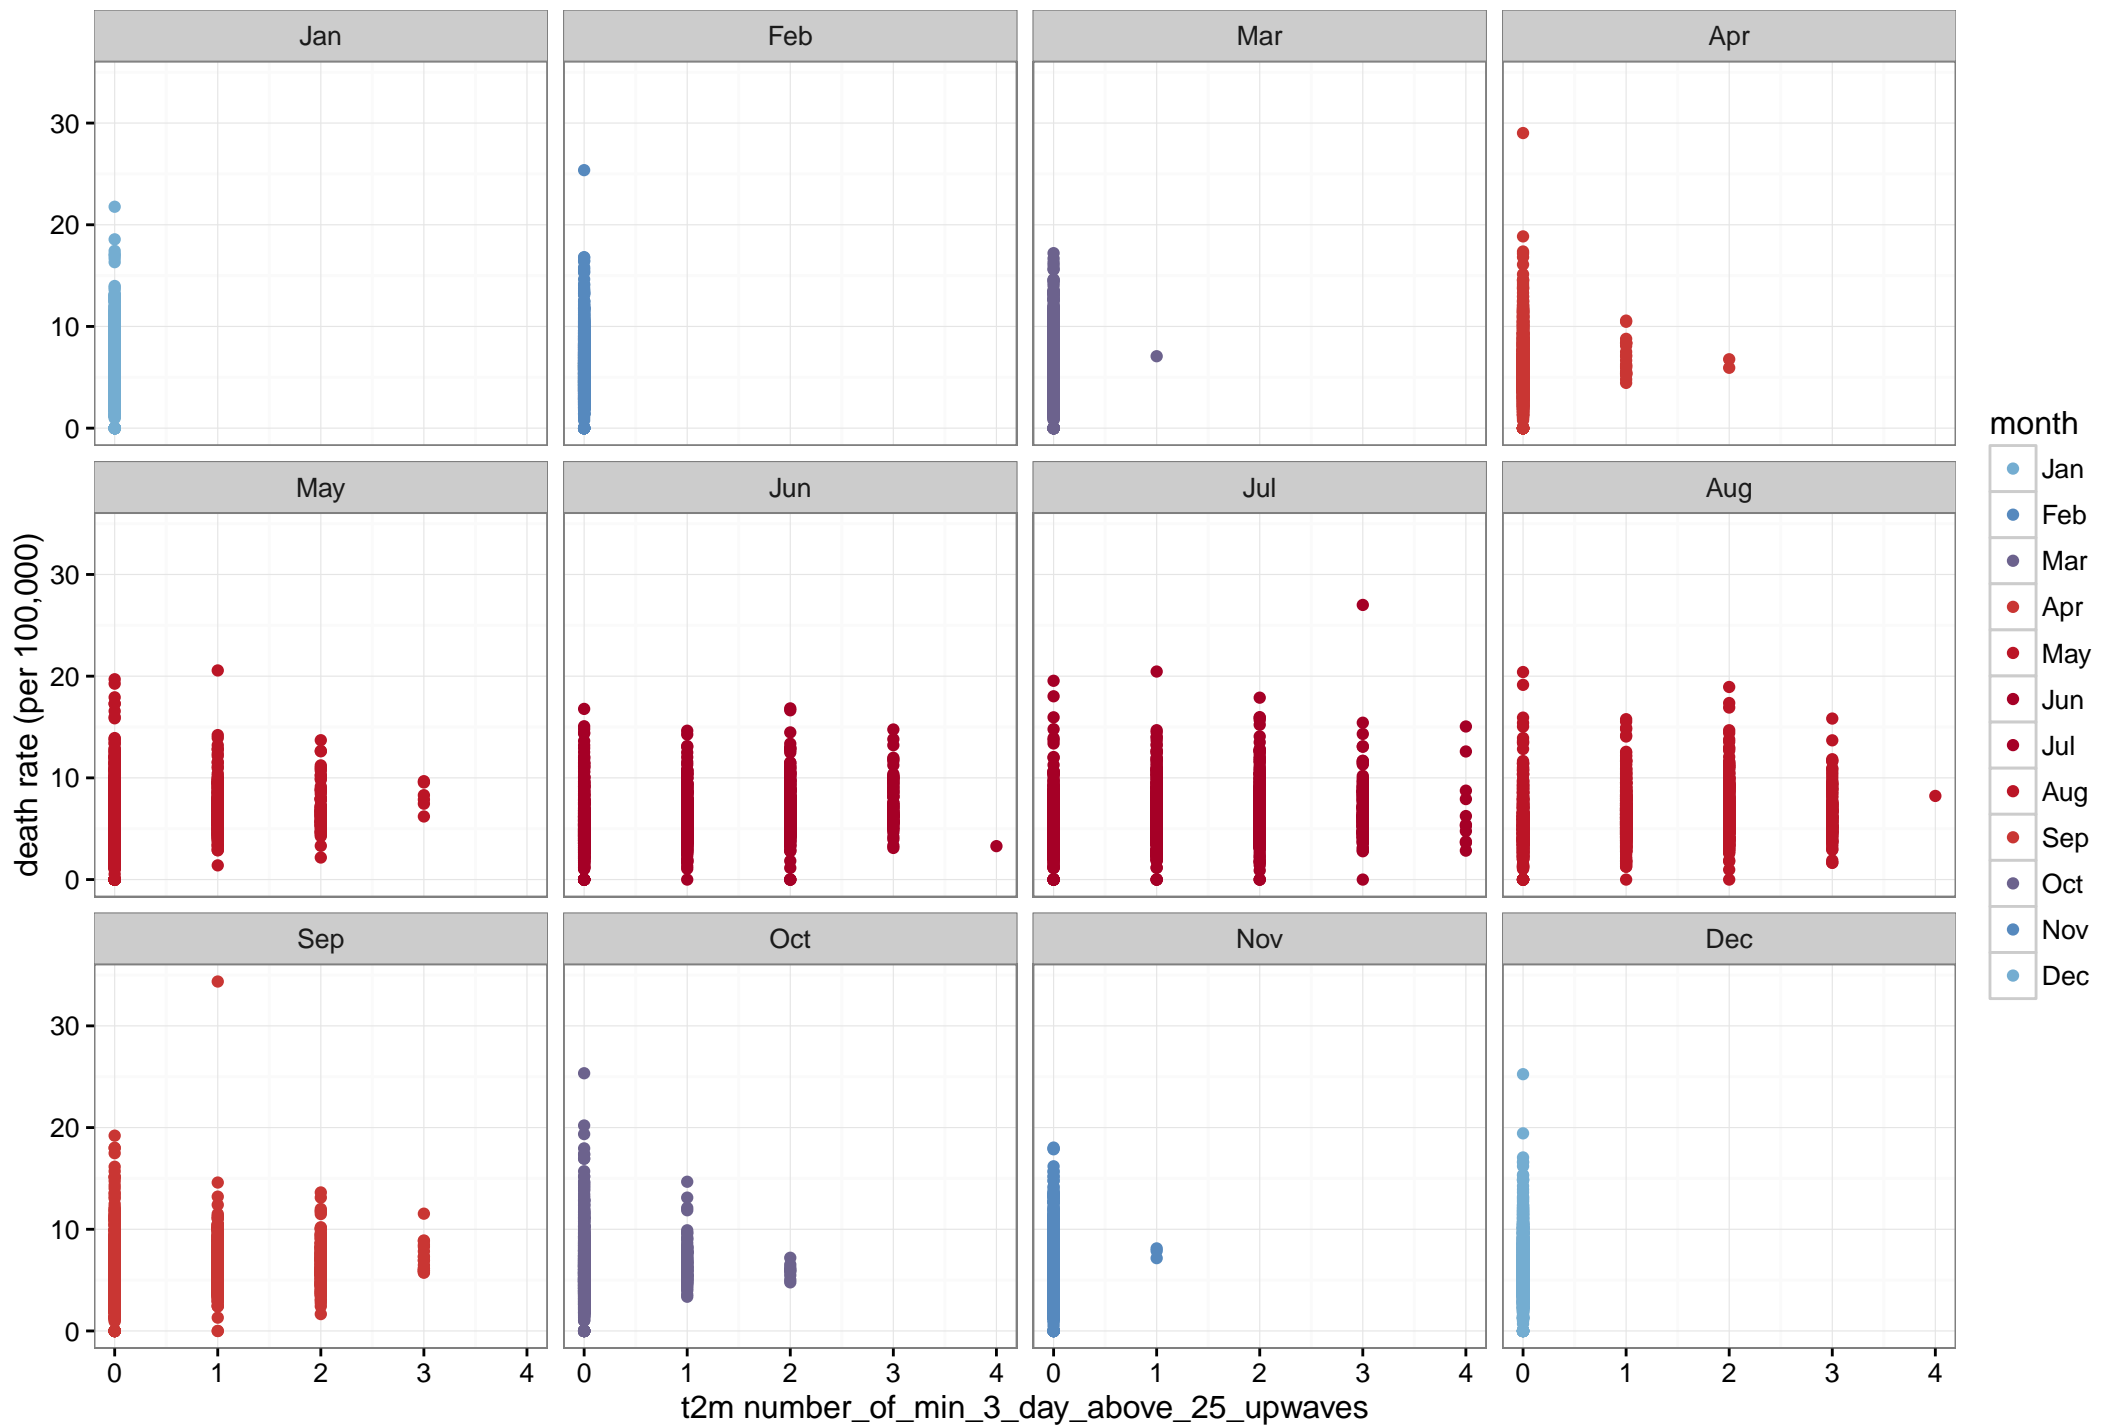 Jan Feb Mar Apr
30
20
10
0
May Jun Jul Aug
30
20
10
0
Sep Oct Nov Dec
30
20
10
0
0 1 2 3 4 0 1 2 3 4 0 1 2 3 4 0 1 2 3 4
death rate (per 100,000)
t2m number_of_min_3_day_above_25_upwaves
month
Jan
Feb
Mar
Apr
May
Jun
Jul
Aug
Sep
Oct
Nov
Dec